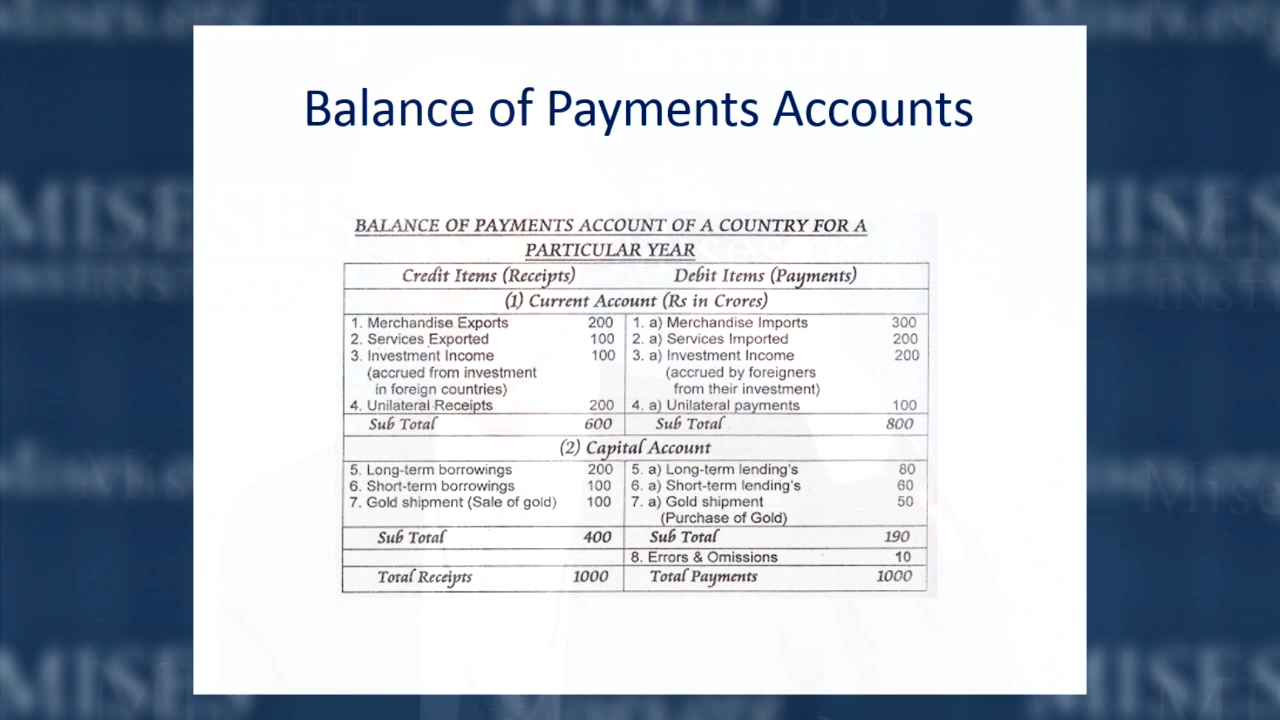 Balance of Payments Accounts
BALANCE OF PAYMENTS ACCOUNT OF A COUNTRY FOR A
PARTICULAR YEAR
Credit Items (Receipts) Debit Items (Payments)
(1) Current Account (Rs in Crores)
1. Merchandise Exports 200 1. a) Merchandise Imports 300
2. Services Exported 100 2. a) Services Imported 200
3. Investment Income 100 3. a) Investment Income 200
(accrued from investment (accrued by foreigners
in foreign countries) from their investment)
4. Unilateral Receipts 200 4. a) Unilateral payments 100
Sub Total 600 Sub Total 800
(2) Capital Account
5. Long-term borrowings 200 5. a) Long-term lending's 80
6. Short-term borrowings 100 6. a) Short-term lending's 60
7. Gold shipment (Sale of gold) 100 7. a) Gold shipment 50
(Purchase of Gold)
Sub Total 400 Sub Total 190
8. Errors & Omissions 10
Total Receipts 1000 Total Payments 1000